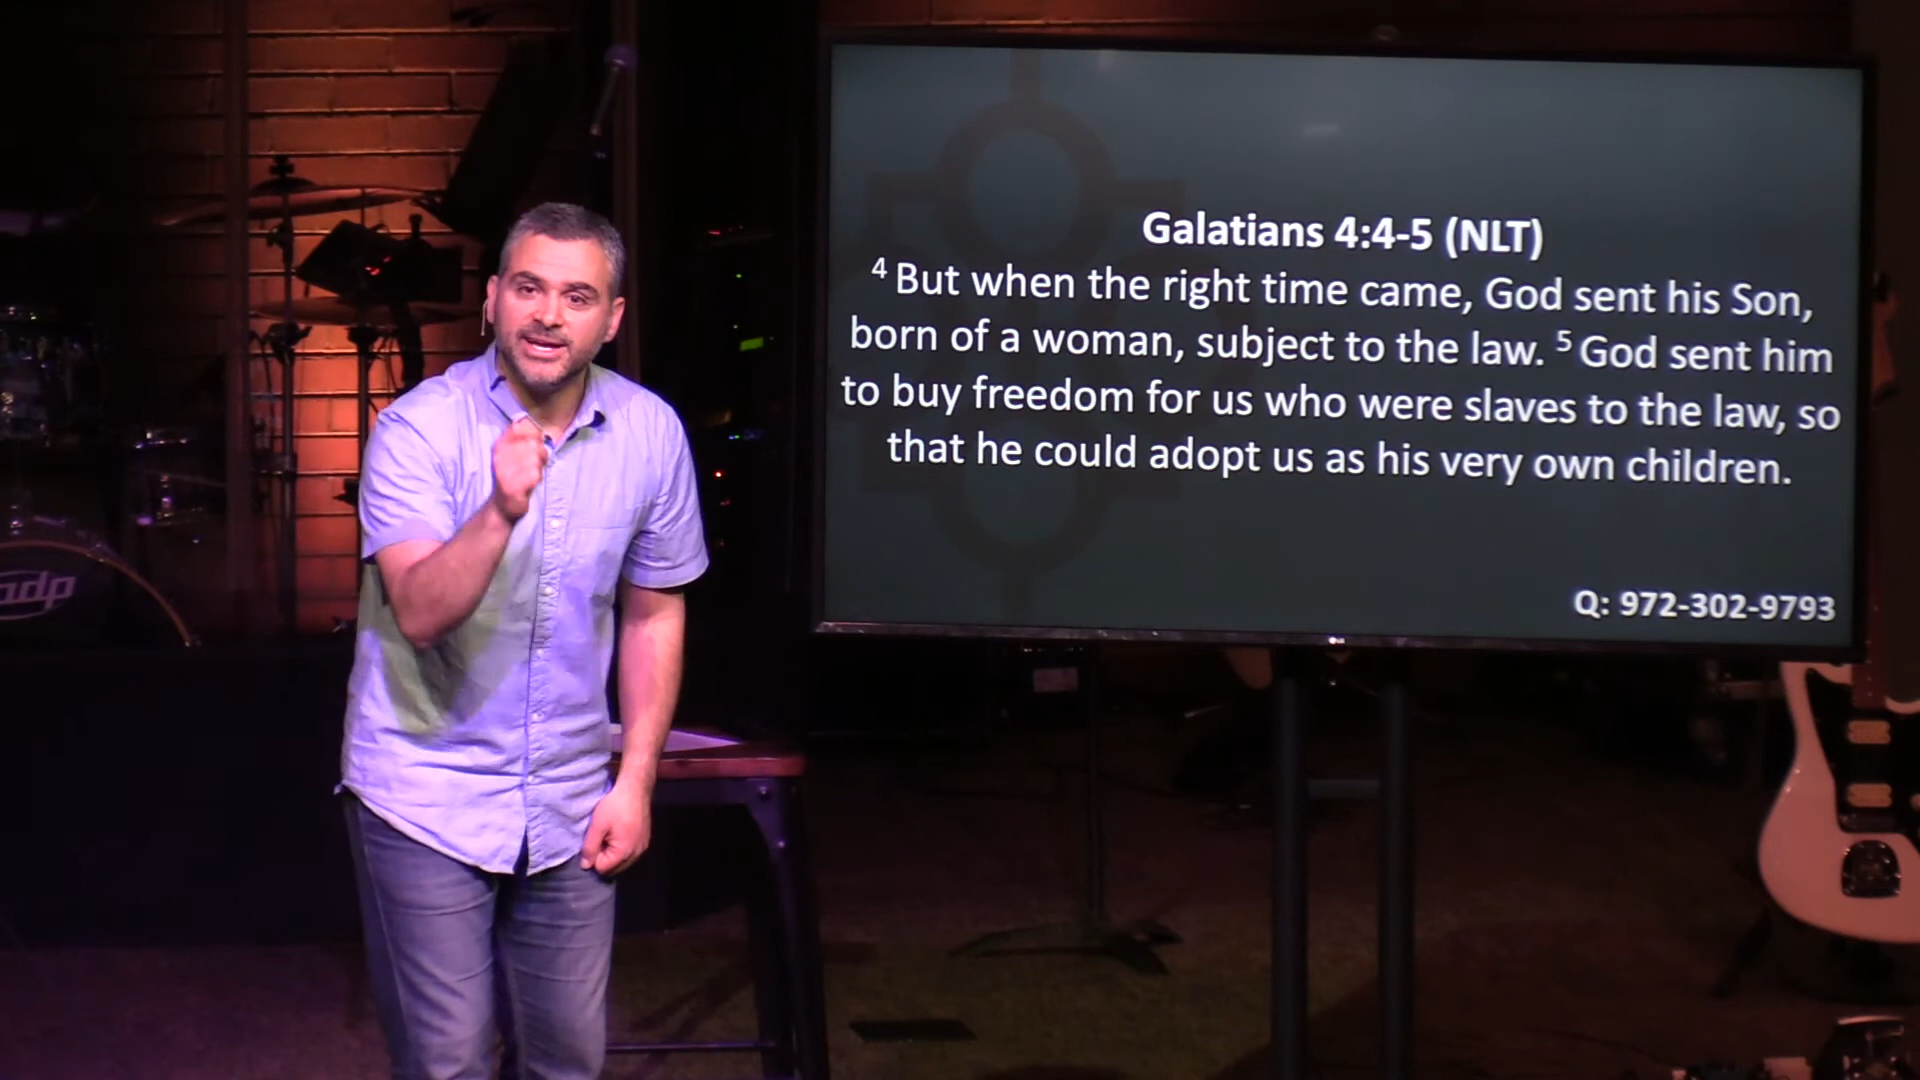 Galatians 4:4-5 (NLT)
4 But when the right time came, God sent his Son,
born of a woman, subject to the law. 5 God sent him
to buy freedom for us who were slaves to the law, so
that he could adopt us as his very own children.
Q: 972-302-9793
pdp
LG